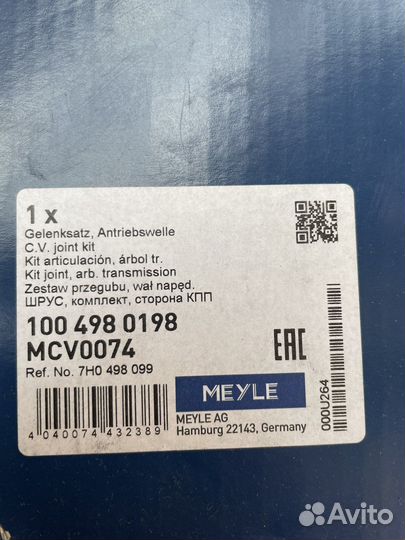 1 x
Gelenksatz, Antriebswelle
C.V. joint kit
Kit articulación, árbol tr.
Kit joint, arb. transmission
Zestaw przegubu, wał napęd.
ШРУС, комплект, сторона КПП
100 498 0198
MCV0074
Ref. No. 7H0 498 099
EAC
MEYLE
MEYLE AG
Hamburg 22143, Germany
4 040074 432389
000U264
Avito